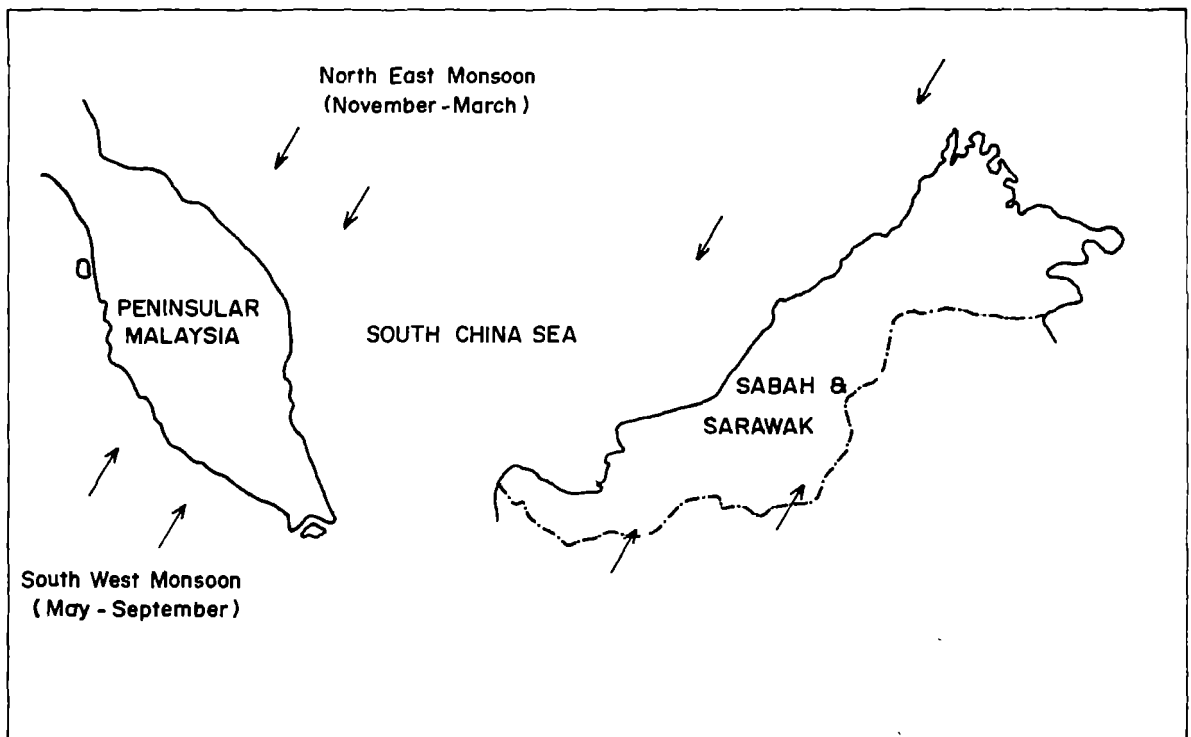 North East Monsoon
(November - March)
PENINSULAR
MALAYSIA
SOUTH CHINA SEA
SABAH &
SARAWAK
South West Monsoon
(May - September)